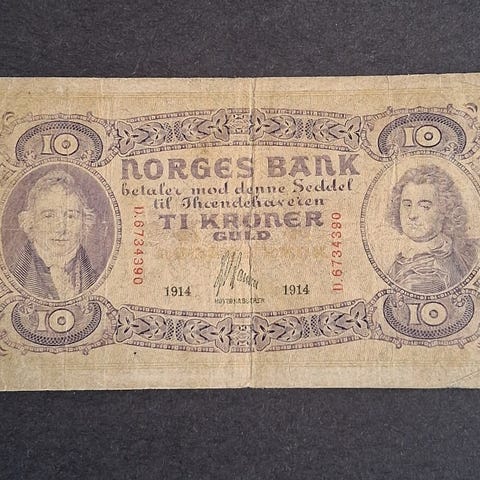 10 10
NORGES BANK
betaler mod denne Seddel
til Ihændehaveren
TI KRONER
GULD
D.6734390 D.6734390
1914 1914
10 10